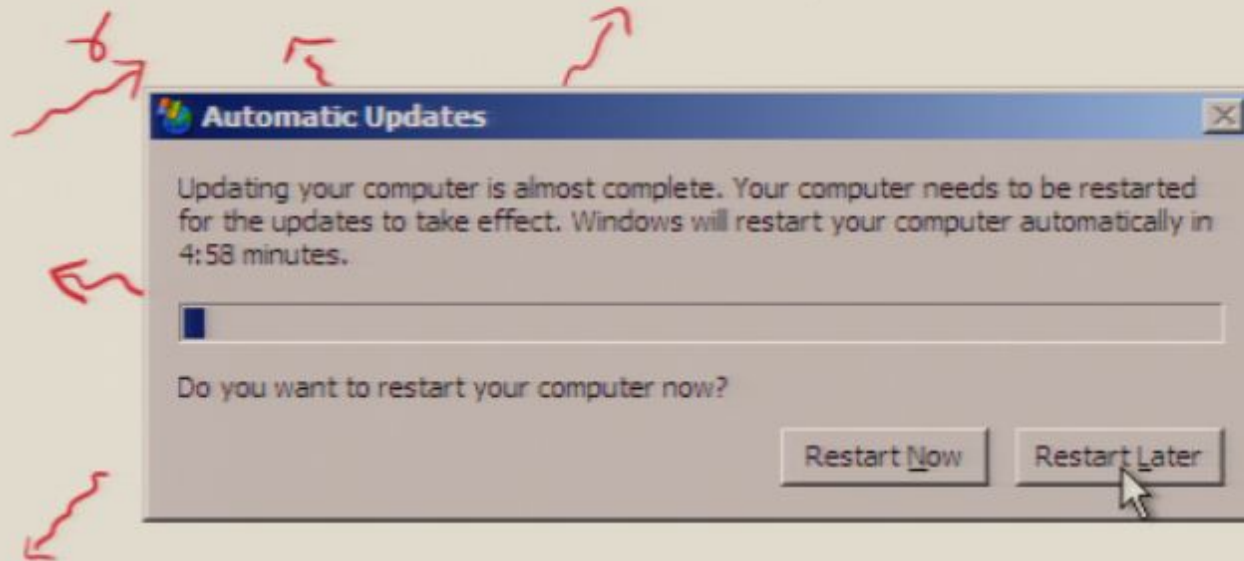 Automatic Updates
Updating your computer is almost complete. Your computer needs to be restarted
for the updates to take effect. Windows will restart your computer automatically in
4:58 minutes.
Do you want to restart your computer now?
Restart Now
Restart Later